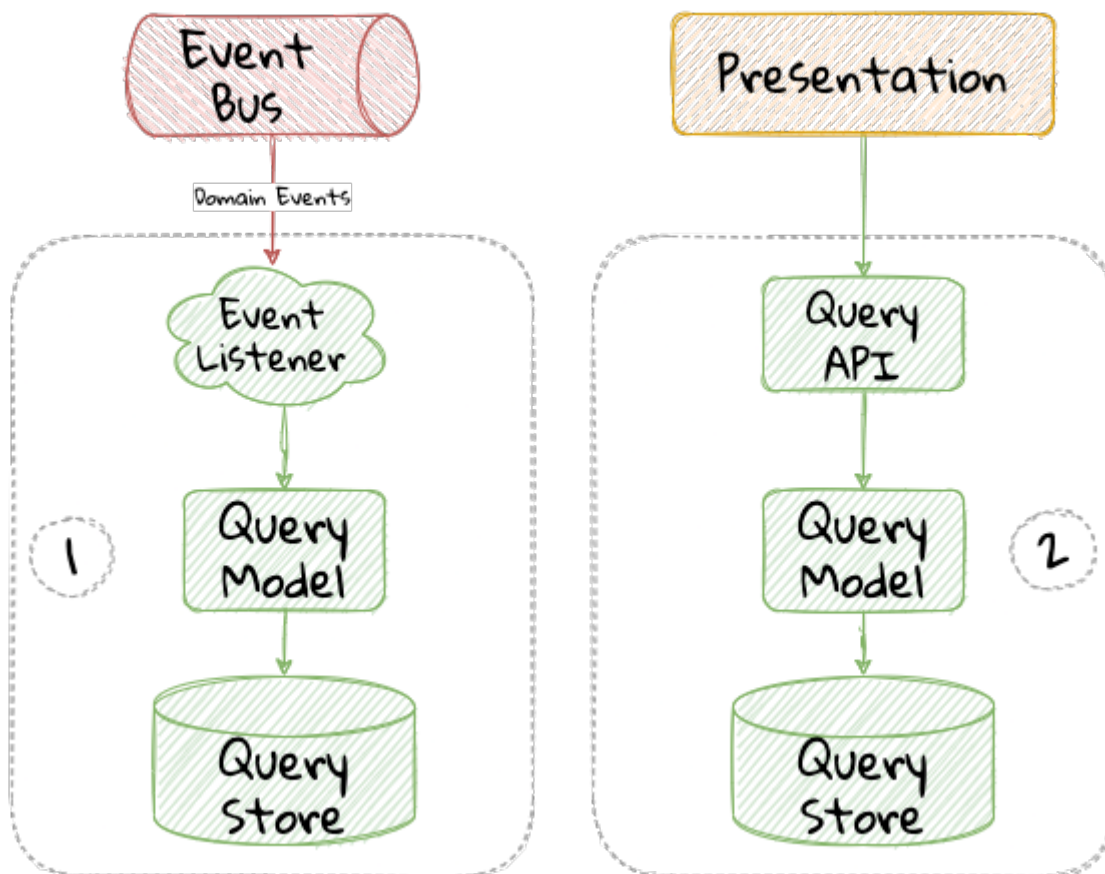 Event
Bus
Domain Events
Event
Listener
Query
Model
1
Query
Store
Presentation
Query
API
Query
Model
2
Query
Store